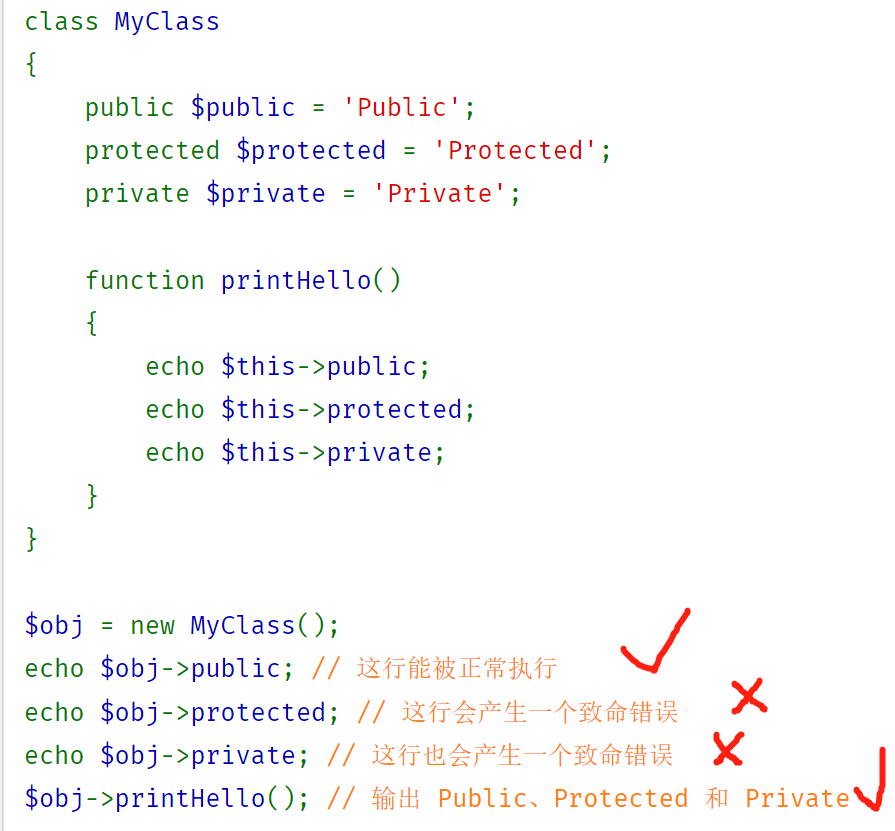 class MyClass
{
public $public = 'Public';
protected $protected = 'Protected';
private $private = 'Private';
function printHello()
{
echo $this->public;
echo $this->protected;
echo $this->private;
}
}
$obj = new MyClass();
echo $obj->public; // 这行能被正常执行
echo $obj->protected; // 这行会产生一个致命错误
echo $obj->private; // 这行也会产生一个致命错误
$obj->printHello(); // 输出 Public、Protected 和 Private